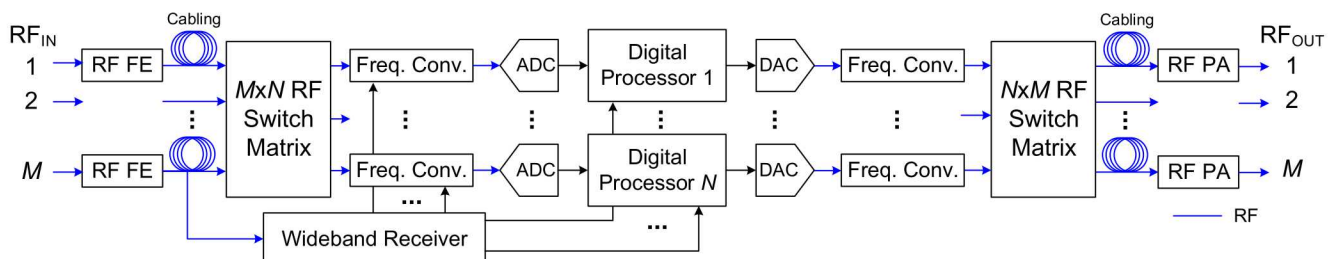 Cabling
Cabling
RF_IN
RF_OUT
1
RF FE
M x N RF
Switch
Matrix
Freq. Conv.
ADC
Digital
Processor 1
DAC
Freq. Conv.
N x M RF
Switch
Matrix
RF PA
1
2
...
...
...
...
...
...
...
...
2
M
RF FE
Freq. Conv.
ADC
Digital
Processor N
DAC
Freq. Conv.
RF PA
M
...
...
Wideband Receiver
RF